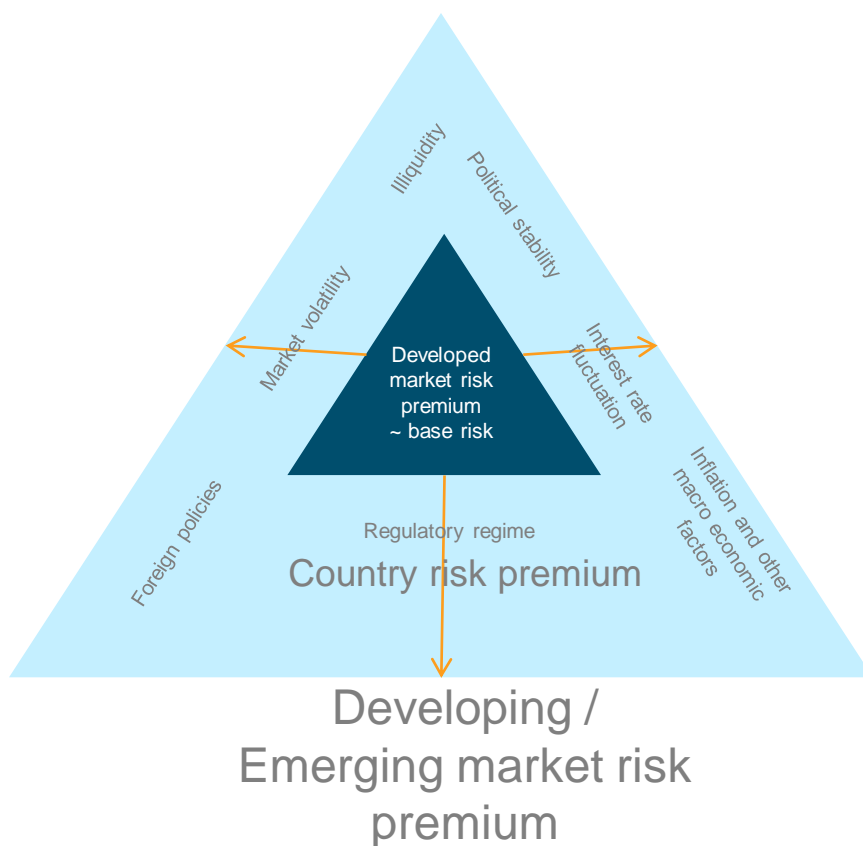 Illiquidity
Political stability
Market volatility
Interest rate
fluctuation
Developed
market risk
premium
~ base risk
Foreign policies
Inflation and other
macro economic
factors
Regulatory regime
Country risk premium
Developing /
Emerging market risk
premium